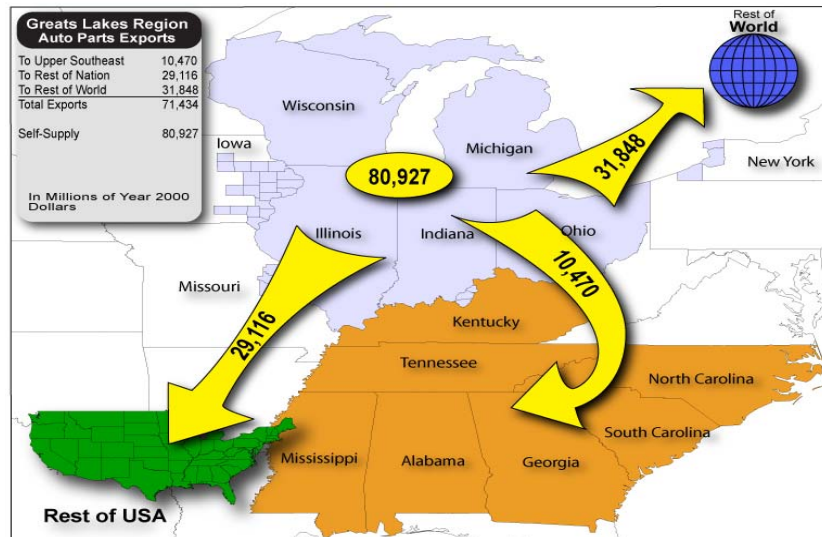 Greats Lakes Region
Auto Parts Exports
To Upper Southeast 10,470
To Rest of Nation 29,116
To Rest of World 31,848
Total Exports 71,434
Self-Supply 80,927
In Millions of Year 2000
Dollars
Rest of
World
Wisconsin
Michigan
Iowa
New York
31,848
80,927
Illinois
Indiana
Ohio
Missouri
10,470
29,116
Kentucky
Tennessee
North Carolina
South Carolina
Mississippi
Alabama
Georgia
Rest of USA